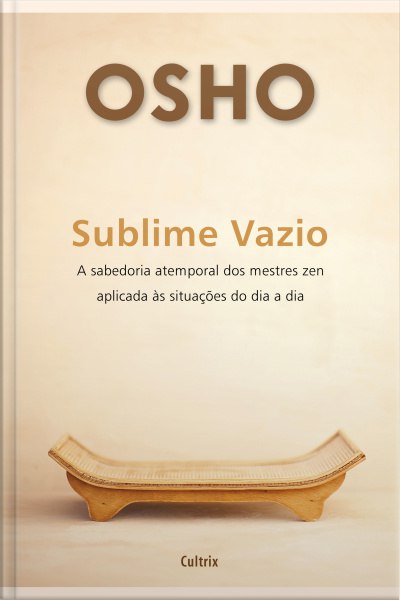 OSHO
Sublime Vazio
A sabedoria atemporal dos mestres zen
aplicada às situações do dia a dia
Cultrix